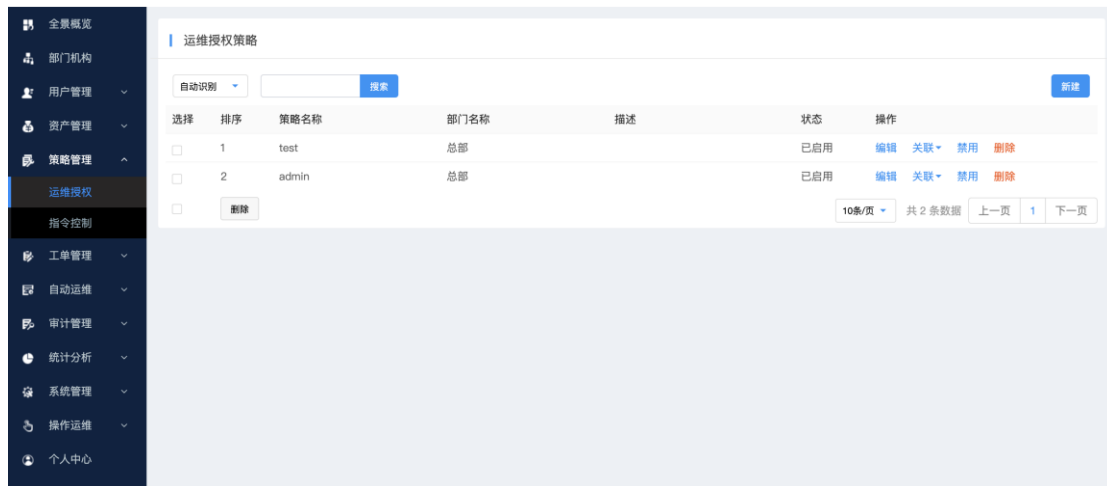 全景概览
部门机构
用户管理
资产管理
策略管理
运维授权
指令控制
工单管理
自动运维
审计管理
统计分析
系统管理
操作运维
个人中心
运维授权策略
自动识别 搜索 新建
选择 排序 策略名称 部门名称 描述 状态 操作
1 test 总部 已启用 编辑 关联 禁用 删除
2 admin 总部 已启用 编辑 关联 禁用 删除
删除 10条/页 共 2 条数据 上一页 1 下一页